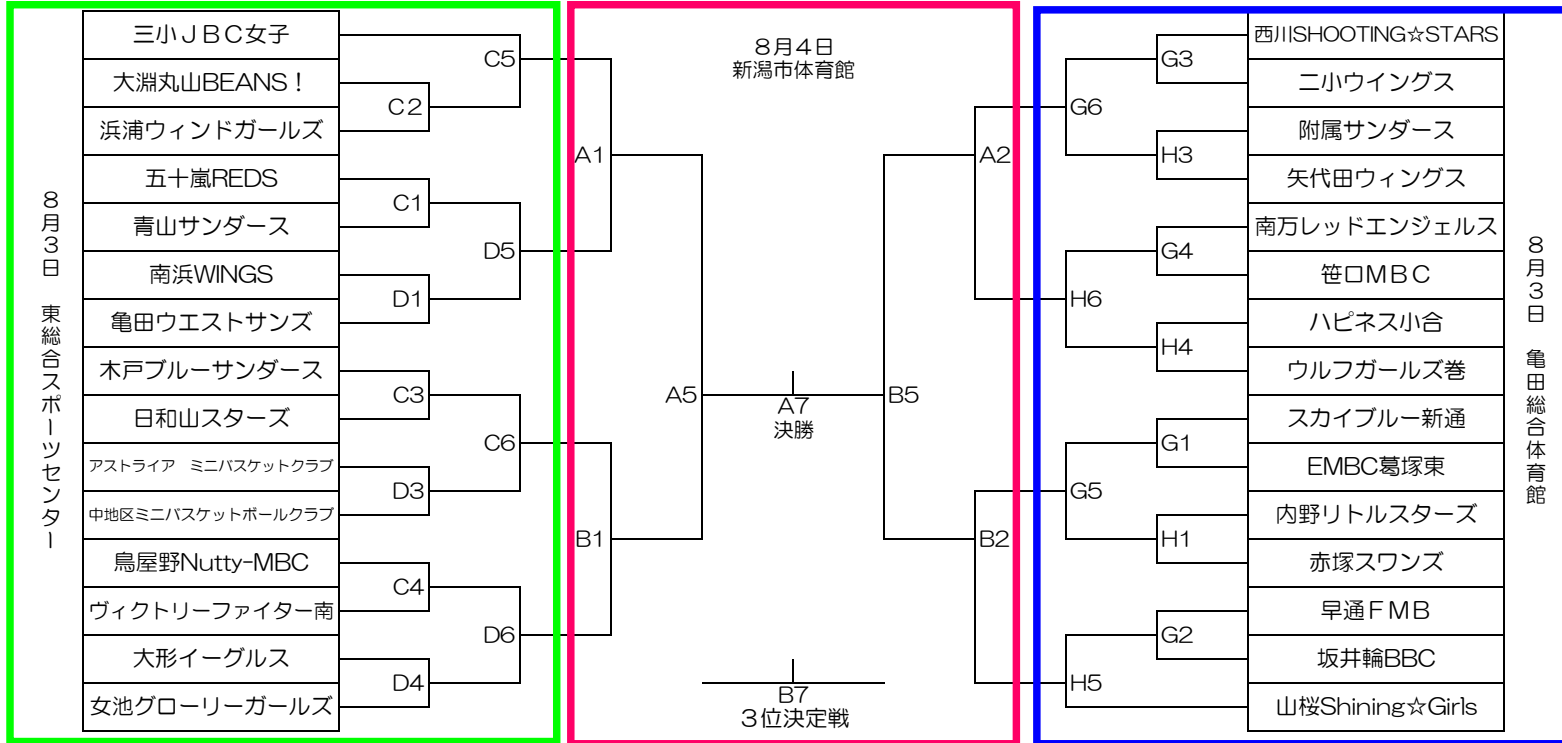 8月3日 東総合スポーツセンター
三小JBC女子
大淵丸山BEANS!
浜浦ウィンドガールズ
五十嵐REDS
青山サンダース
南浜WINGS
亀田ウエストサンズ
木戸ブルーサンダース
日和山スターズ
アストライア ミニバスケットクラブ
中地区ミニバスケットボールクラブ
鳥屋野Nutty-MBC
ヴィクトリーファイター南
大形イーグルス
女池グローリーガールズ
C5
C2
C1
D5
D1
C3
C6
D3
C4
D6
D4
8月4日
新潟市体育館
A1
A2
A5
A7
決勝
B5
B1
B2
B7
3位決定戦
G3
G6
H3
G4
H6
H4
G1
G5
H1
G2
H5
西川SHOOTING☆STARS
二小ウイングス
附属サンダース
矢代田ウィングス
南万レッドエンジェルス
笹口MBC
ハピネス小合
ウルフガールズ巻
スカイブルー新通
EMBC葛塚東
内野リトルスターズ
赤塚スワンズ
早通FMB
坂井輪BBC
山桜Shining☆Girls
8月3日 亀田総合体育館